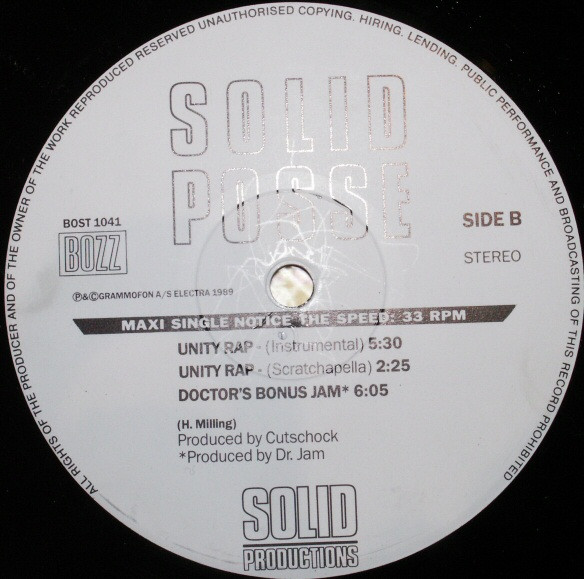 ALL RIGHTS OF THE PRODUCER AND OF THE OWNER OF THE WORK REPRODUCED RESERVED UNAUTHORISED COPYING. HIRING. LENDING. PUBLIC PERFORMANCE AND BROADCASTING OF THIS RECORD PROHIBITED
SOLID
POSSE
BOST 1041
BOZZ
SIDE B
STEREO
Ⓟ&©GRAMMOFON A/S ELECTRA 1989
MAXI SINGLE NOTICE THE SPEED: 33 RPM
UNITY RAP - (Instrumental) 5:30
UNITY RAP - (Scratchapella) 2:25
DOCTOR'S BONUS JAM* 6:05
(H. Milling)
Produced by Cutschock
*Produced by Dr. Jam
SOLID
PRODUCTIONS